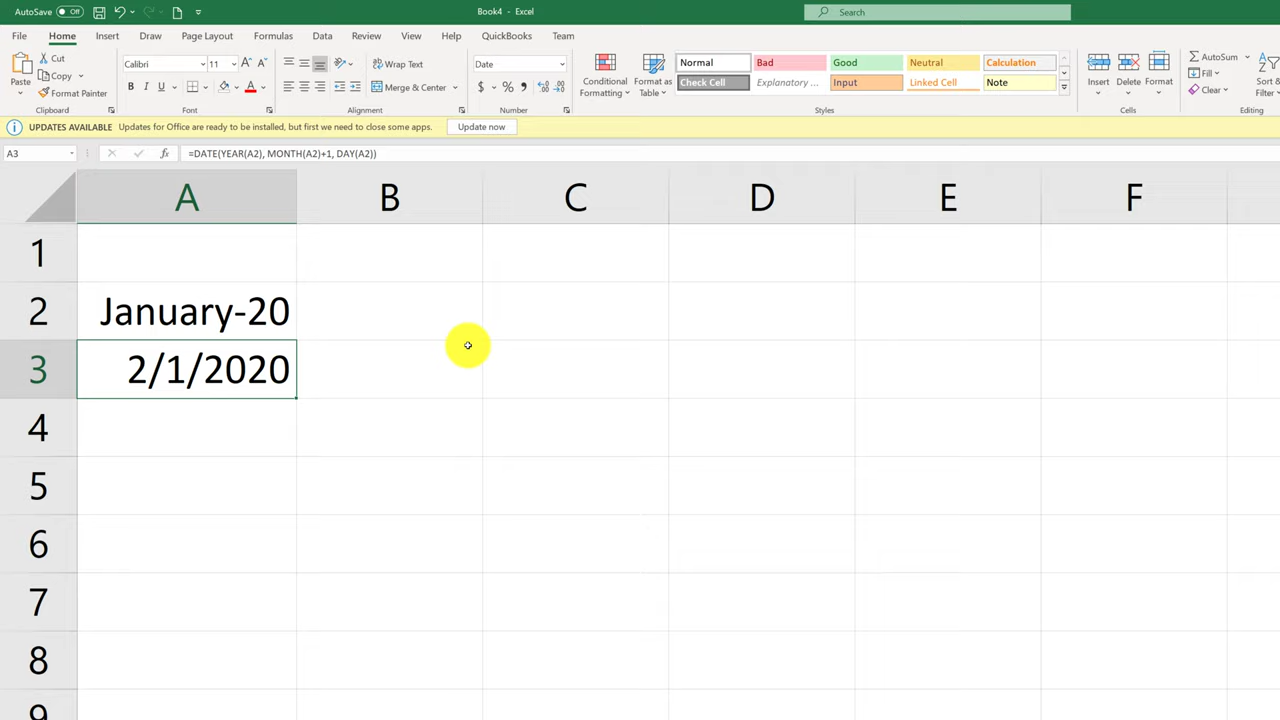 AutoSave Off Book4 - Excel Search
File Home Insert Draw Page Layout Formulas Data Review View Help QuickBooks Team
Paste Cut Calibri 11 A A Wrap Text Date Conditional Formatting Format as Table Normal Bad Good Neutral Calculation Insert Delete Format AutoSum Sort & Filter
Copy Fill
Format Painter B I U A Merge & Center $ % , Check Cell Explanatory ... Input Linked Cell Note Clear
Clipboard Font Alignment Number Styles Cells Editing
UPDATES AVAILABLE Updates for Office are ready to be installed, but first we need to close some apps. Update now
A3 fx =DATE(YEAR(A2), MONTH(A2)+1, DAY(A2))
A B C D E F
1
2 January-20
3 2/1/2020
4
5
6
7
8
9